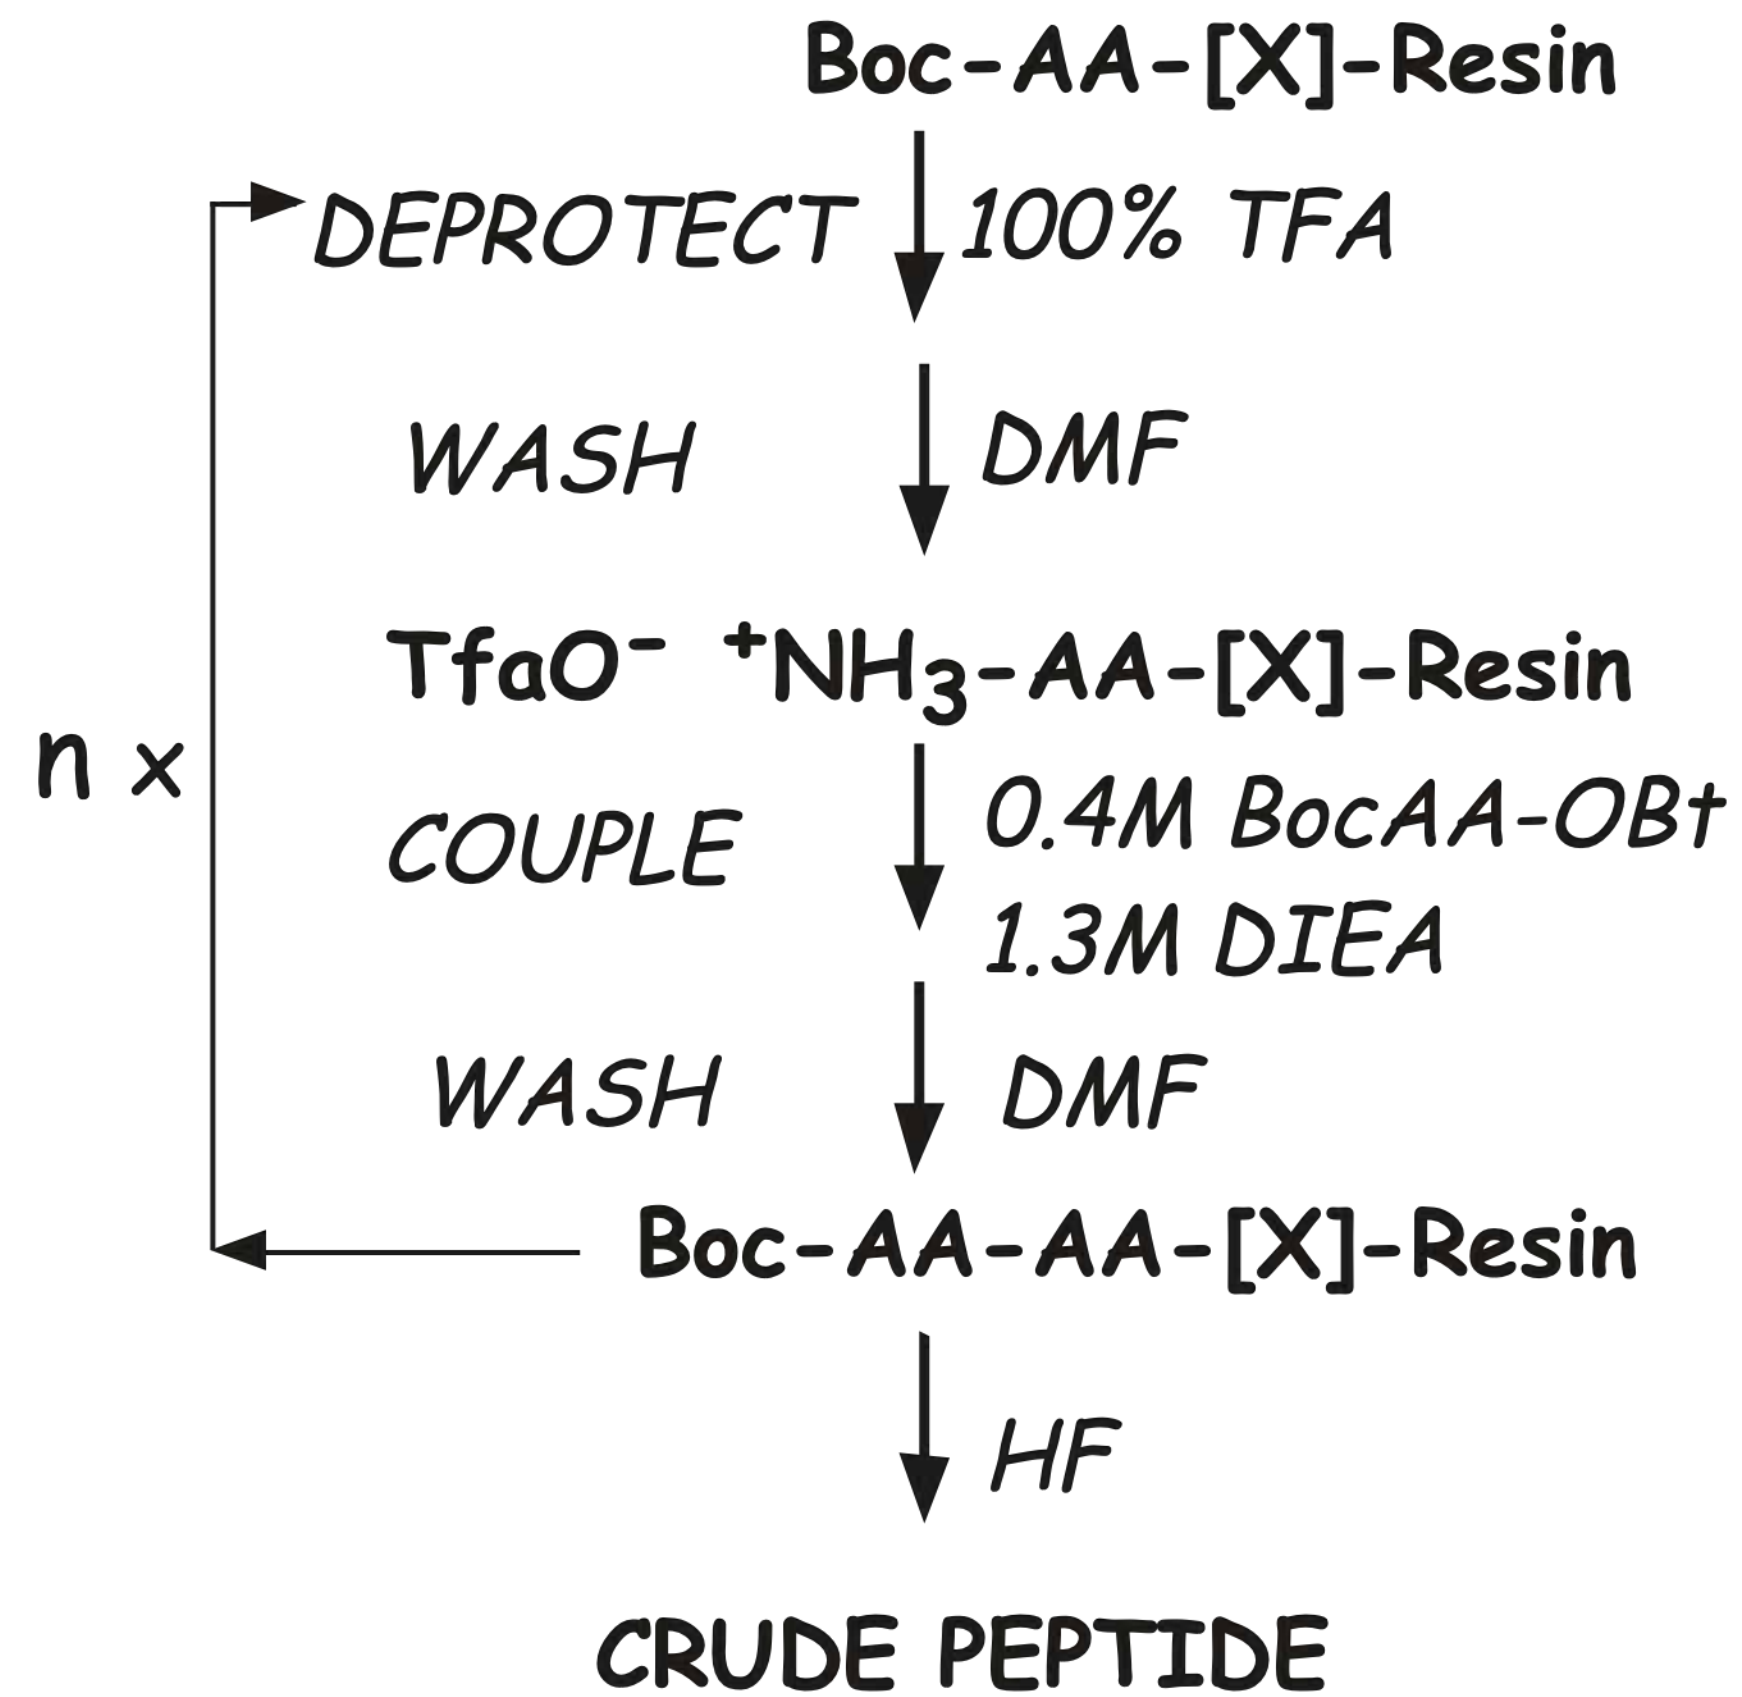 Boc-AA-[X]-Resin
DEPROTECT 100% TFA
WASH DMF
TfaO⁻ ⁺NH₃-AA-[X]-Resin
n x
COUPLE 0.4M BocAA-OBt
1.3M DIEA
WASH DMF
Boc-AA-AA-[X]-Resin
HF
CRUDE PEPTIDE